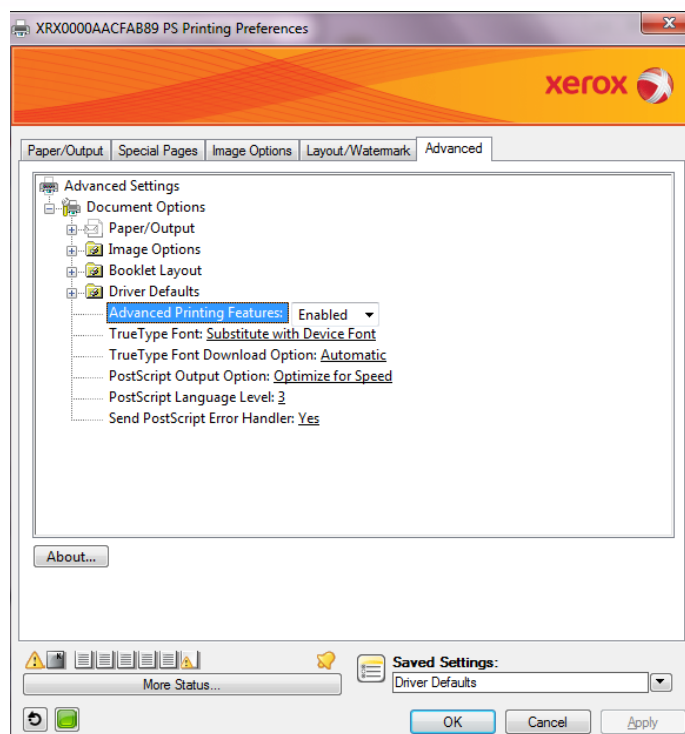 XRX0000AACFAB89 PS Printing Preferences
xerox
Paper/Output Special Pages Image Options Layout/Watermark Advanced
Advanced Settings
Document Options
Paper/Output
Image Options
Booklet Layout
Driver Defaults
Advanced Printing Features: Enabled
TrueType Font: Substitute with Device Font
TrueType Font Download Option: Automatic
PostScript Output Option: Optimize for Speed
PostScript Language Level: 3
Send PostScript Error Handler: Yes
About...
Saved Settings:
More Status...
Driver Defaults
OK Cancel Apply